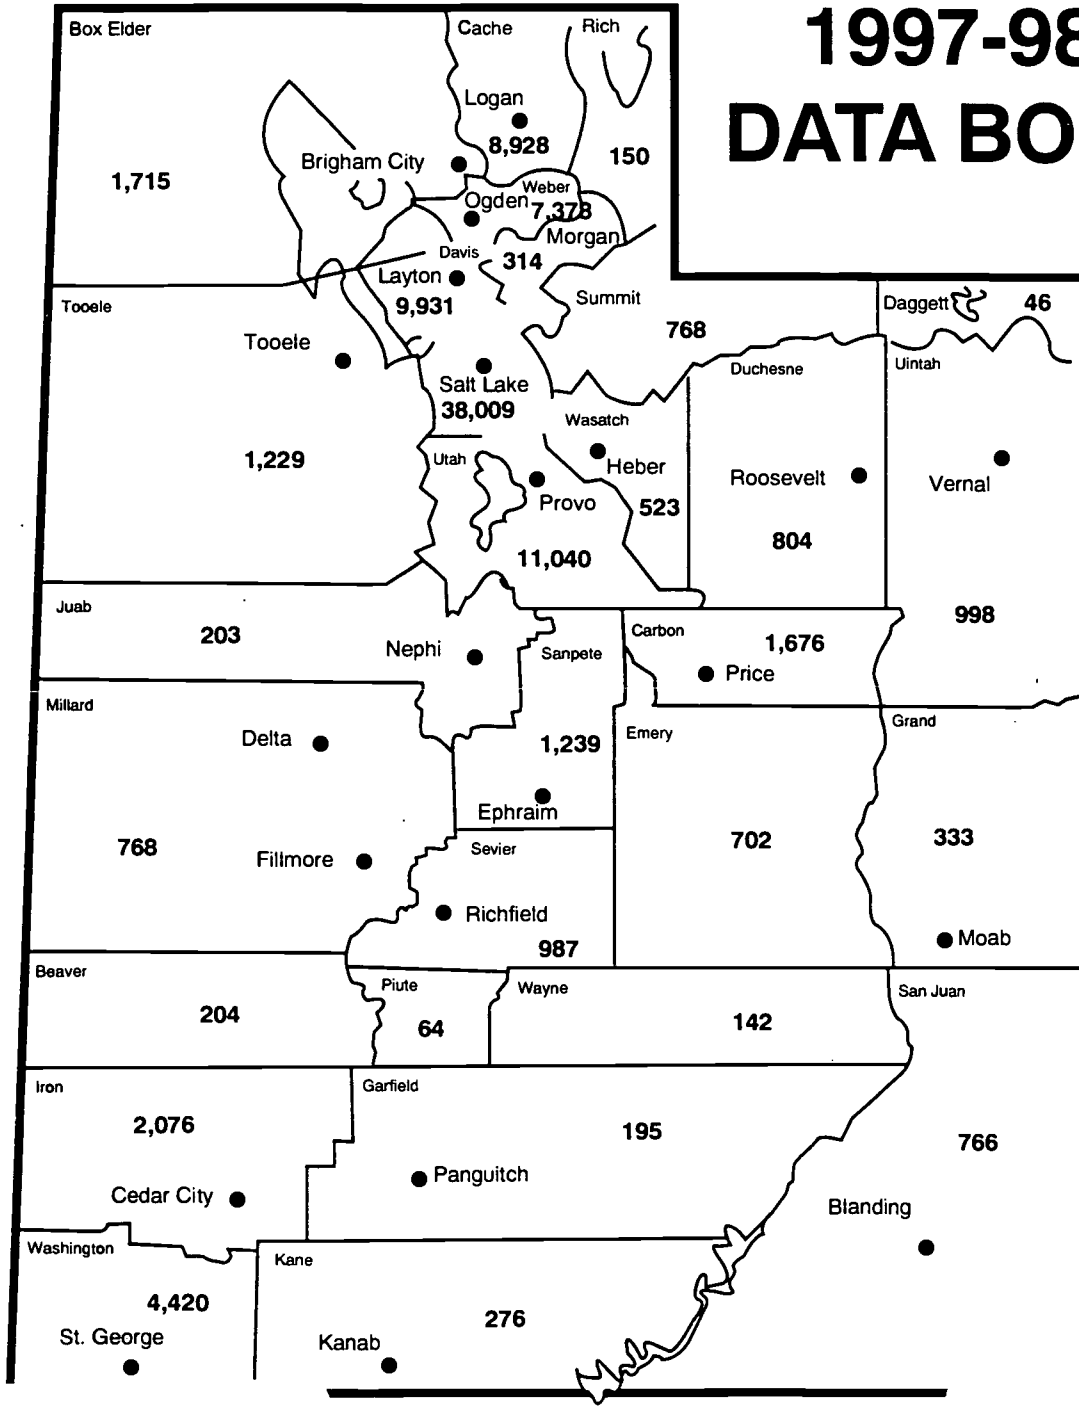 1997-98
DATA BO
Box Elder
Cache
Rich
Logan
8,928
150
Brigham City
1,715
Weber
Ogden
7,378
Morgan
Davis
314
Layton
9,931
Summit
768
Daggett
46
Tooele
Tooele
1,229
Salt Lake
38,009
Duchesne
Uintah
Wasatch
Heber
523
Utah
Provo
11,040
Roosevelt
804
Vernal
998
Juab
203
Nephi
Sanpete
Carbon
1,676
Price
Millard
Delta
1,239
Ephraim
Emery
Grand
768
Fillmore
Sevier
Richfield
987
702
333
Moab
Beaver
204
Piute
64
Wayne
142
San Juan
Iron
2,076
Cedar City
Garfield
195
Panguitch
766
Blanding
Washington
4,420
St. George
Kane
276
Kanab